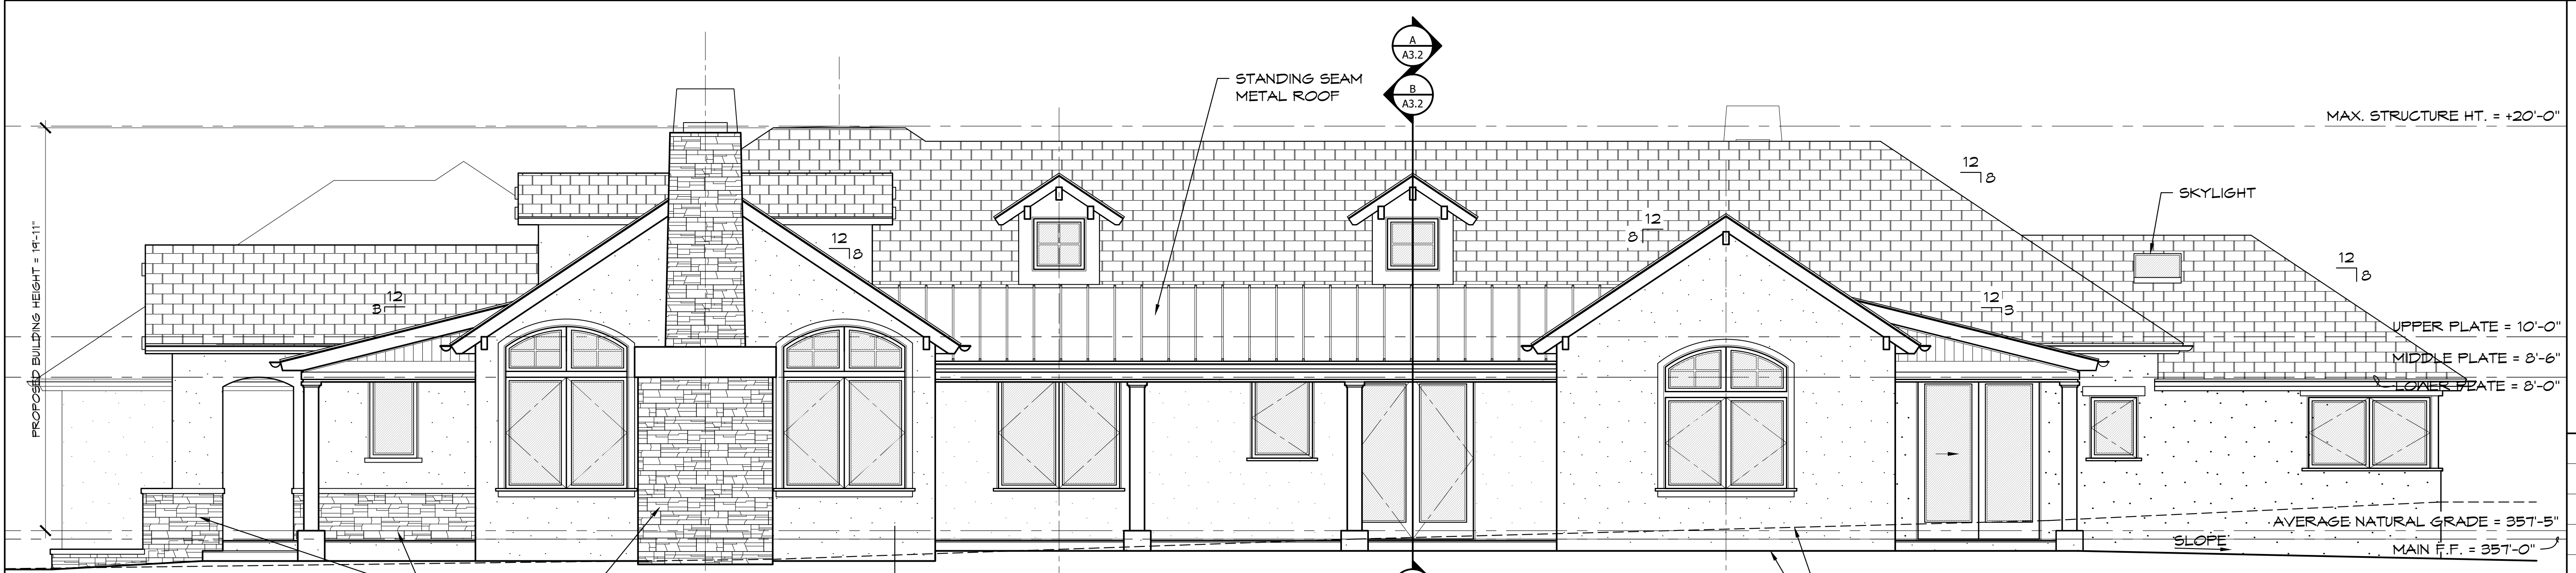 A
A3.2
B
A3.2
STANDING SEAM
METAL ROOF
MAX. STRUCTURE HT. = +20'-0"
12
8
SKYLIGHT
PROPOSED BUILDING HEIGHT = 19'-11"
12
8
12
8
12
8
12
3
12
3
UPPER PLATE = 10'-0"
MIDDLE PLATE = 8'-6"
LOWER PLATE = 8'-0"
AVERAGE NATURAL GRADE = 357'-5"
SLOPE
MAIN F.F. = 357'-0"